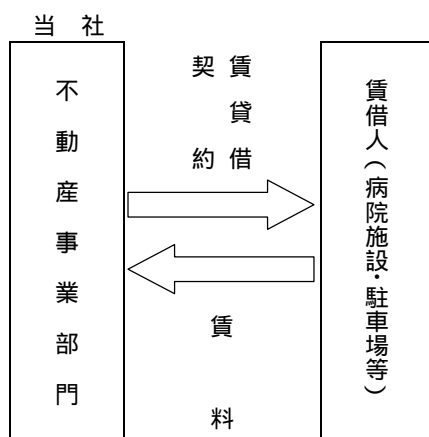 当社
不動産事業部門
賃貸借
契約
賃料
賃借人(病院施設・駐車場等)